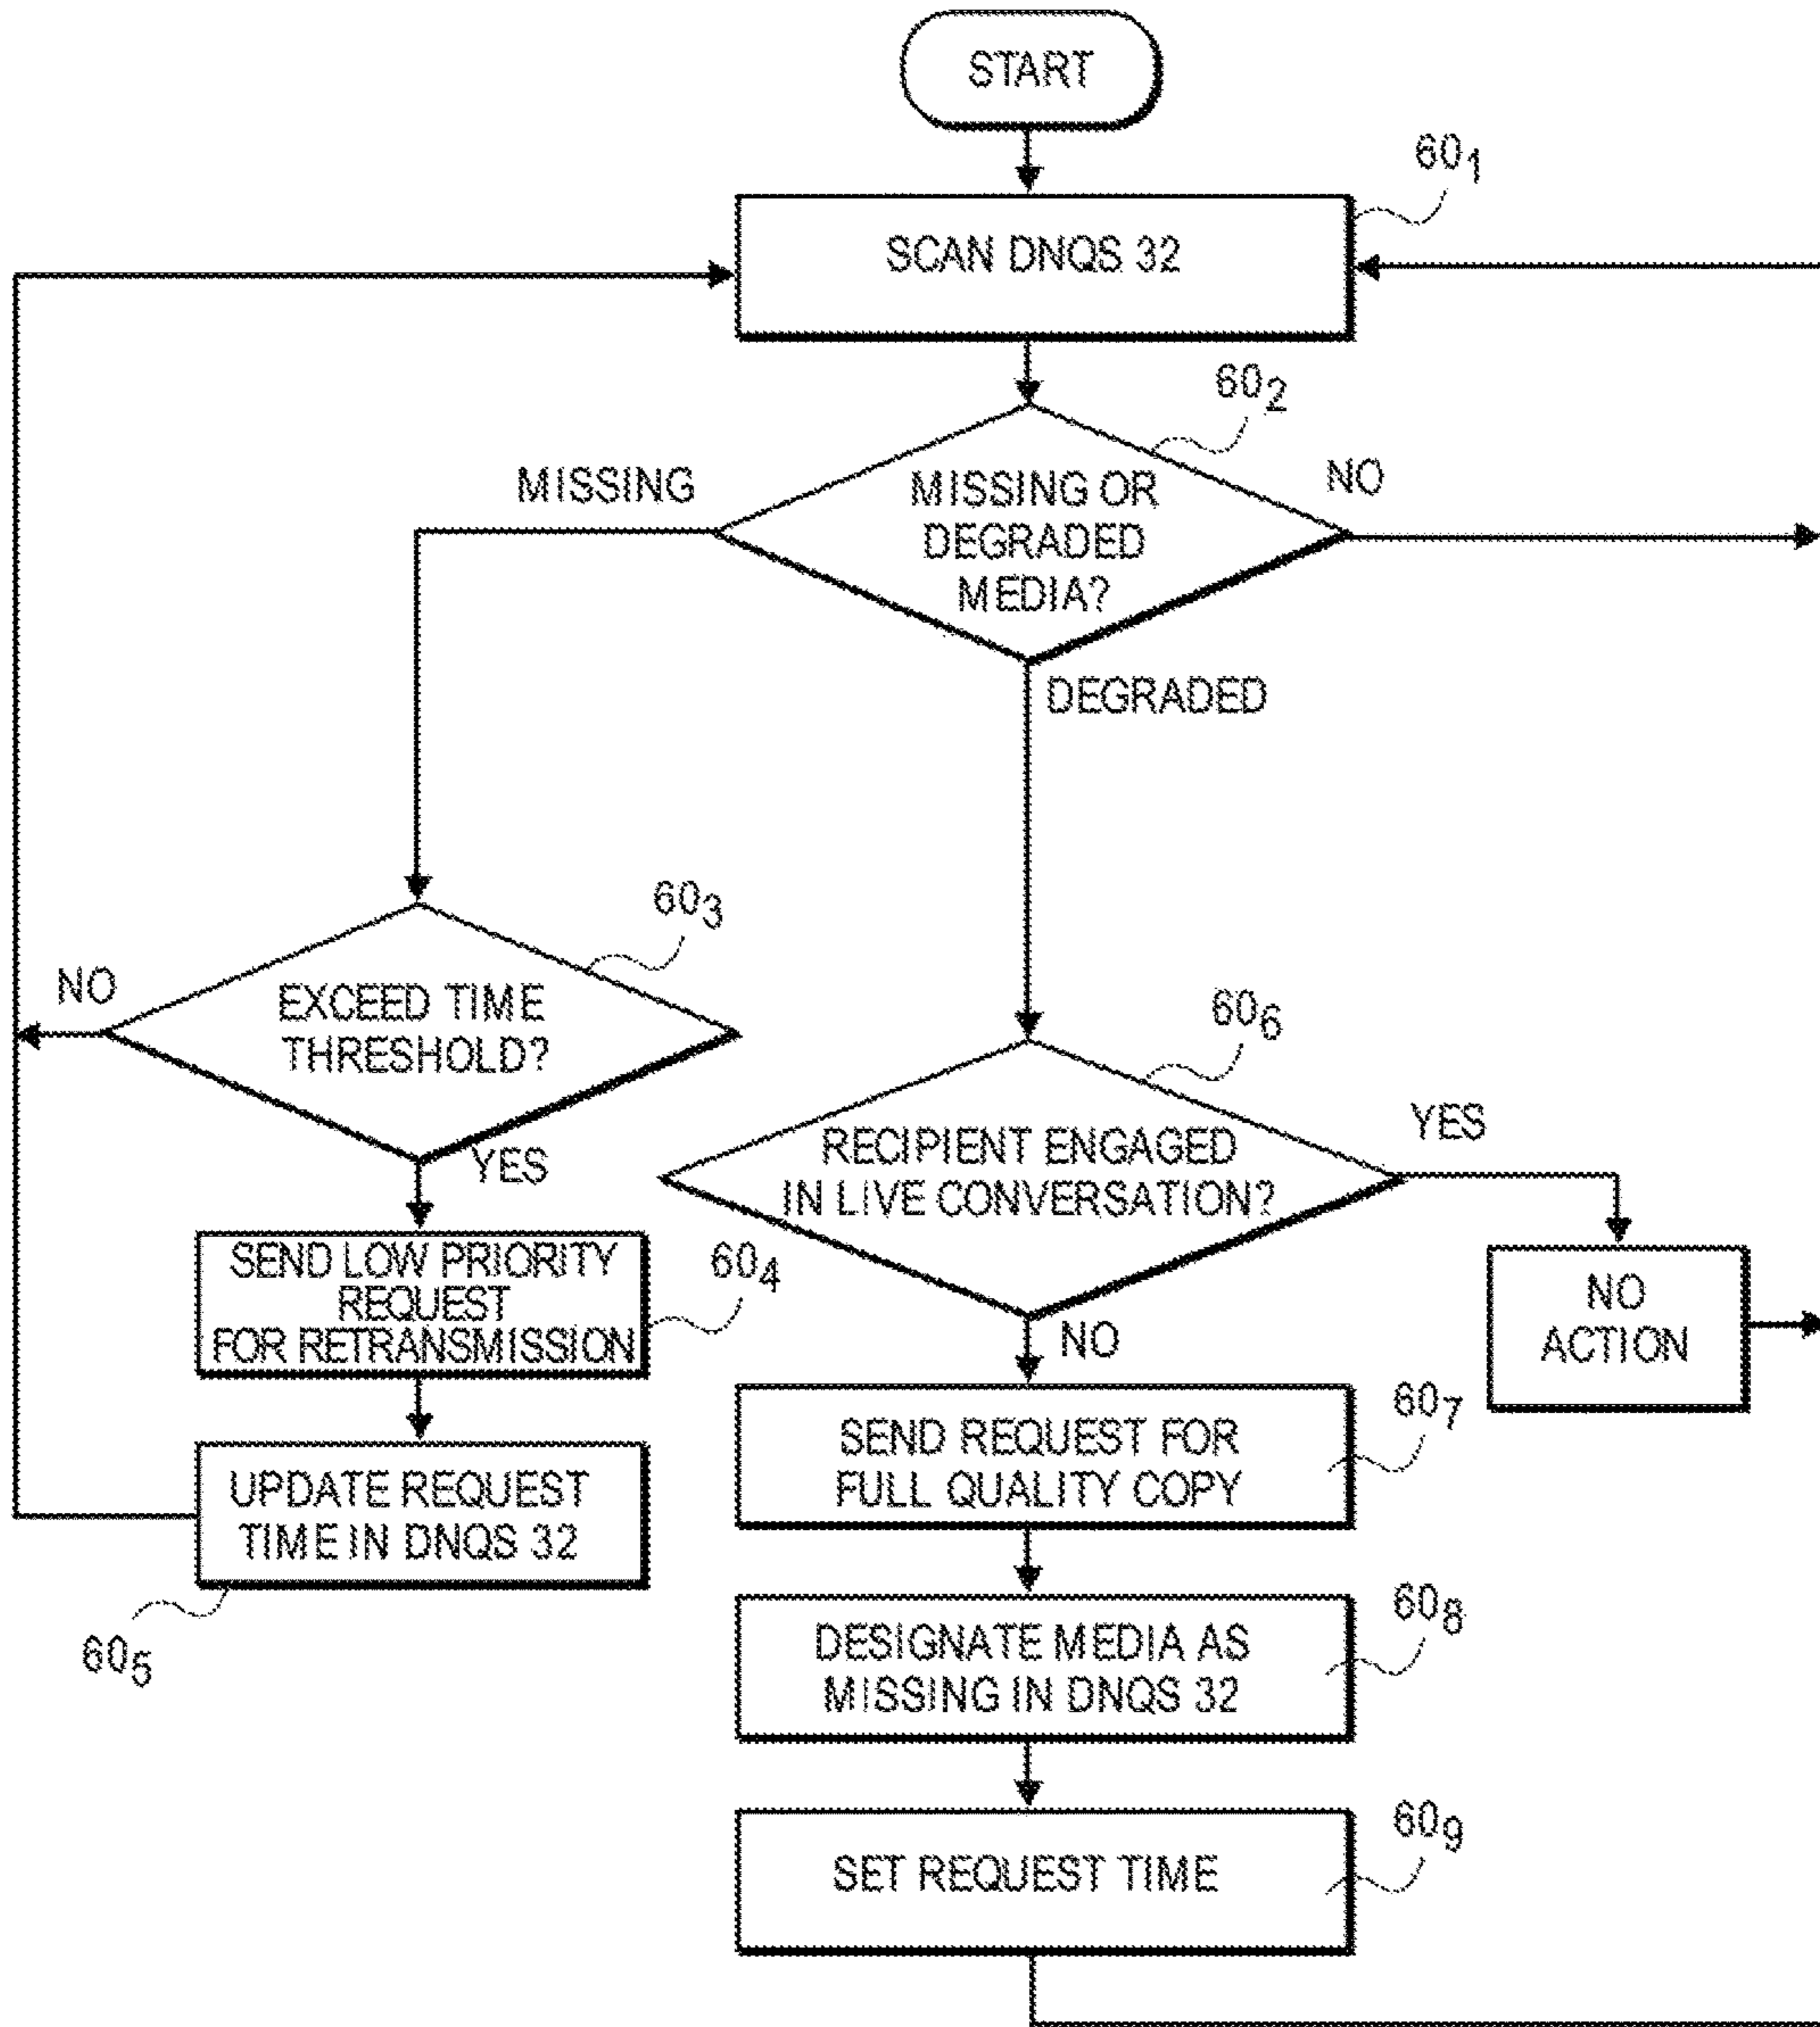 START
60₁
SCAN DNQS 32
60₂
MISSING
MISSING OR
DEGRADED
MEDIA?
NO
DEGRADED
60₃
NO
EXCEED TIME
THRESHOLD?
60₆
YES
YES
RECIPIENT ENGAGED
IN LIVE CONVERSATION?
SEND LOW PRIORITY
REQUEST
FOR RETRANSMISSION
60₄
NO
ACTION
NO
60₇
SEND REQUEST FOR
FULL QUALITY COPY
UPDATE REQUEST
TIME IN DNQS 32
60₅
60₈
DESIGNATE MEDIA AS
MISSING IN DNQS 32
60₉
SET REQUEST TIME